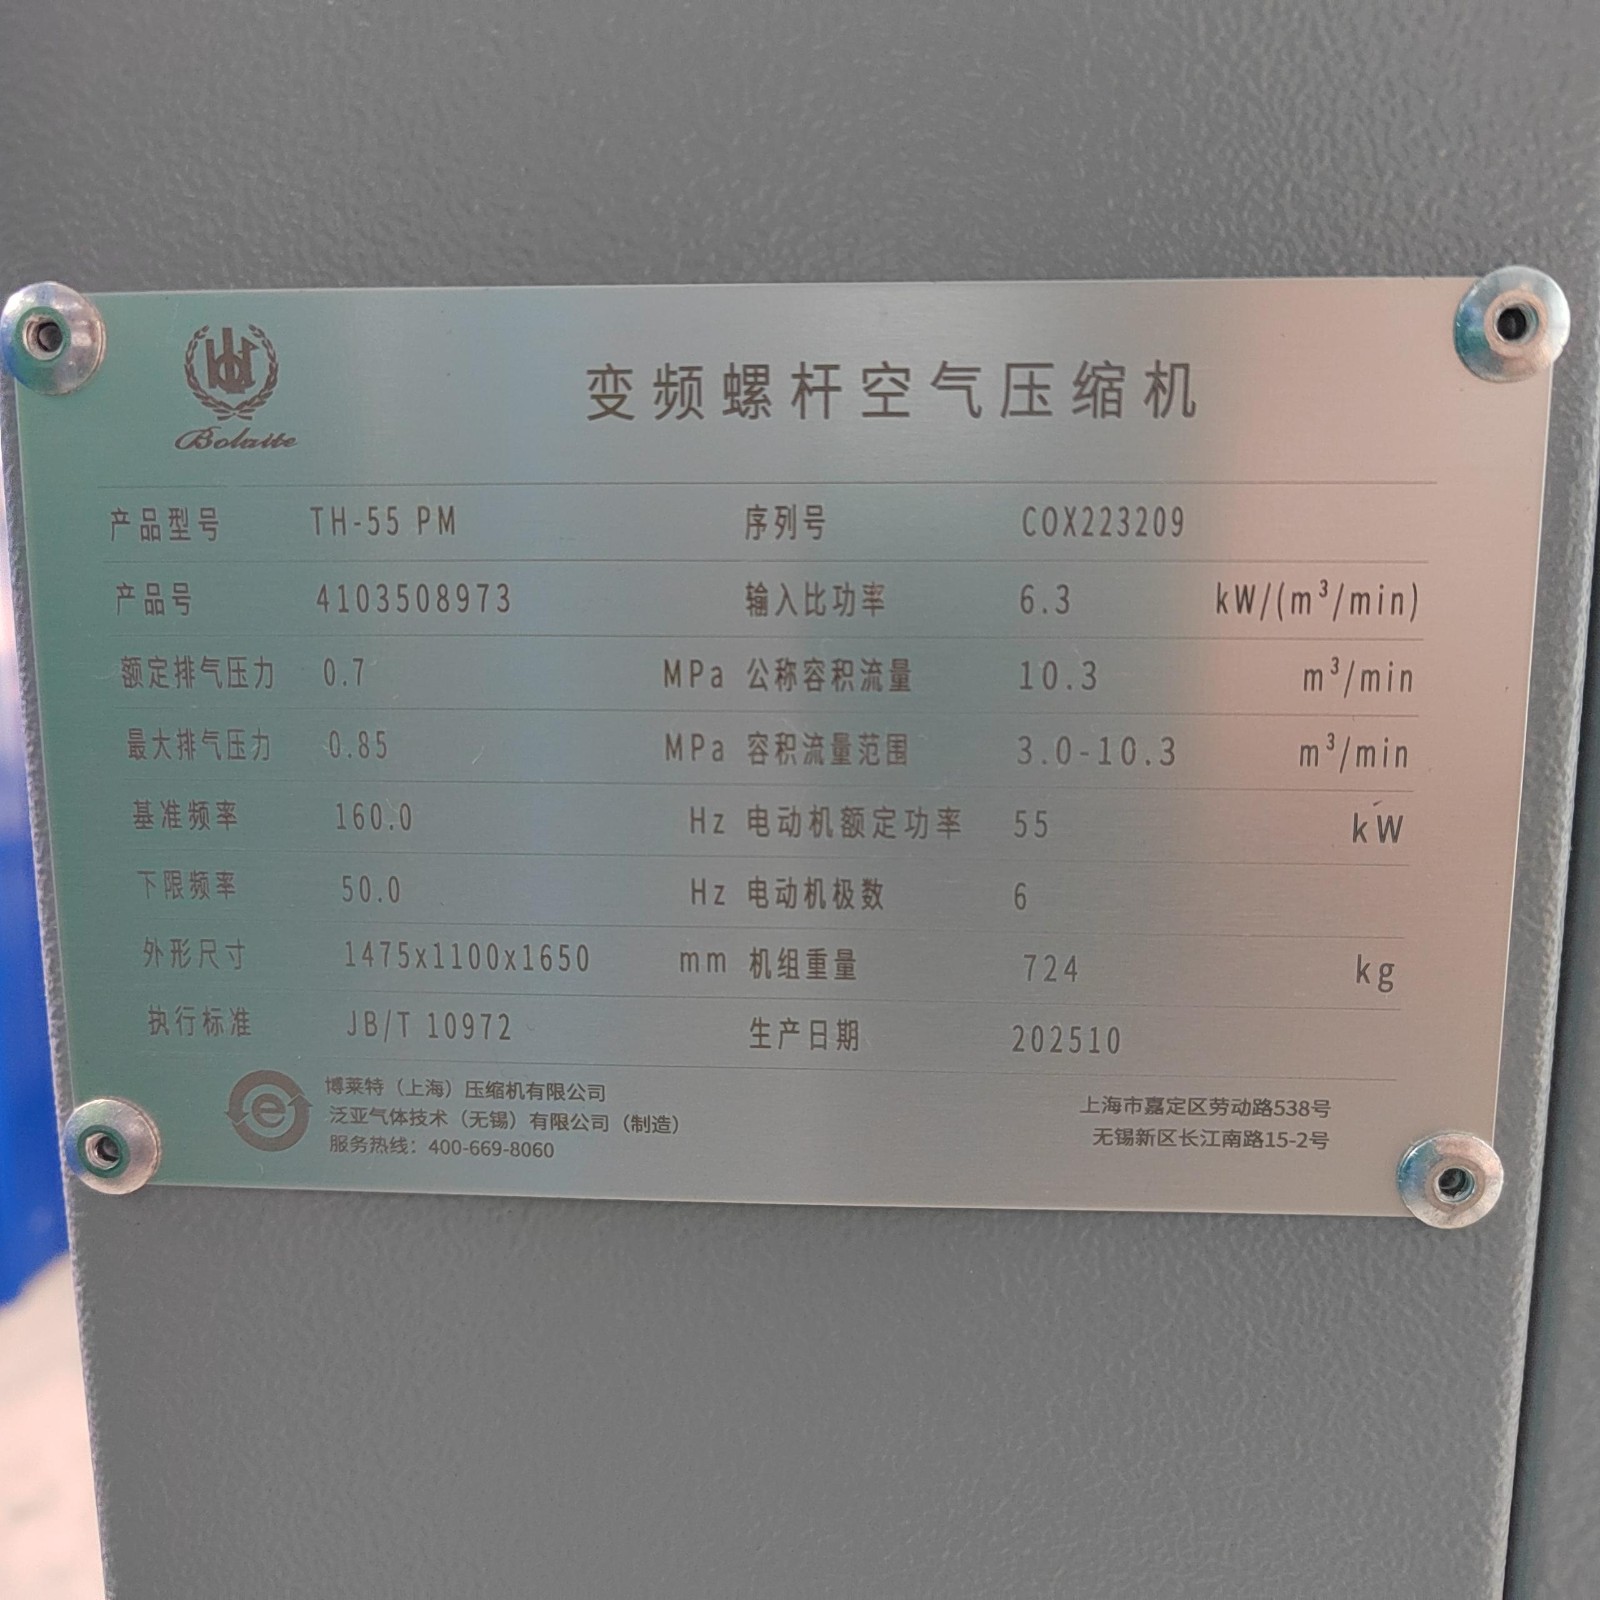 Bolaite
变频螺杆空气压缩机
产品型号 TH-55 PM 序列号 COX223209
产品号 4103508973 输入比功率 6.3 kW/(m³/min)
额定排气压力 0.7 MPa 公称容积流量 10.3 m³/min
最大排气压力 0.85 MPa 容积流量范围 3.0-10.3 m³/min
基准频率 160.0 Hz 电动机额定功率 55 kW
下限频率 50.0 Hz 电动机极数 6
外形尺寸 1475x1100x1650 mm 机组重量 724 kg
执行标准 JB/T 10972 生产日期 202510
博莱特（上海）压缩机有限公司 上海市嘉定区劳动路538号
泛亚气体技术（无锡）有限公司（制造） 无锡新区长江南路15-2号
服务热线：400-669-8060